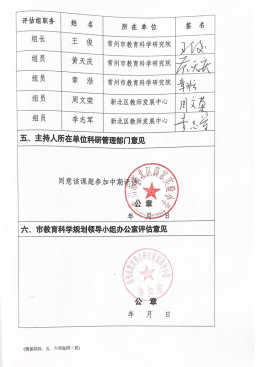 评估组职务 姓 名 所 在 单 位 签 名
组长 王 俊 常州市教育科学研究院
组员 黄天庆 常州市教育科学研究院 黄天庆
组员 章 常州市教育科学研究院
组员 周文荣 新北区教师发展中心 周文荣
组员 李志军 新北区教师发展中心 李志军
五、主持人所在单位科研管理部门意见
同意该课题参加中期评估。
公 章
年 月 日
六、市教育科学规划领导小组办公室评估意见
公 章
年 月 日